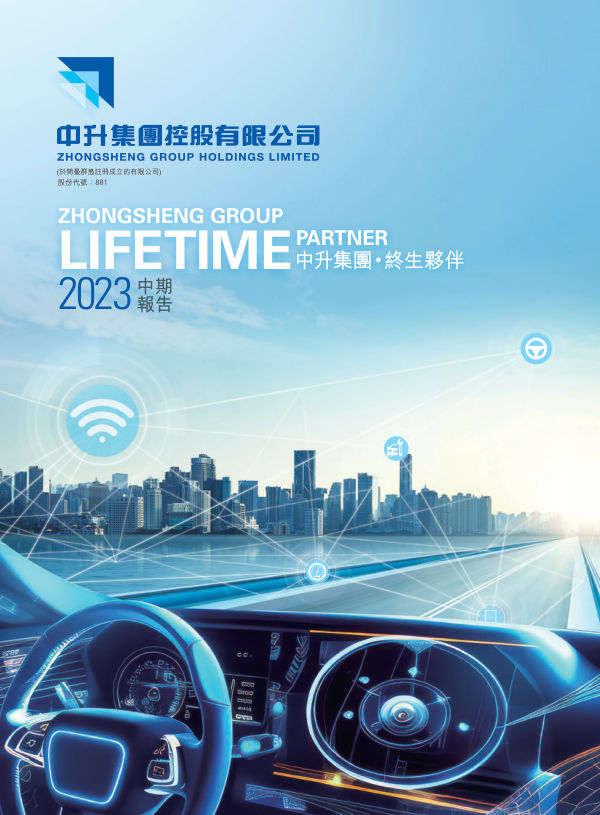 中升集團控股有限公司
ZHONGSHENG GROUP HOLDINGS LIMITED
(於開曼群島註冊成立的有限公司)
股份代號：881
ZHONGSHENG GROUP
LIFETIME PARTNER
中升集團・終生夥伴
2023 中期
報告